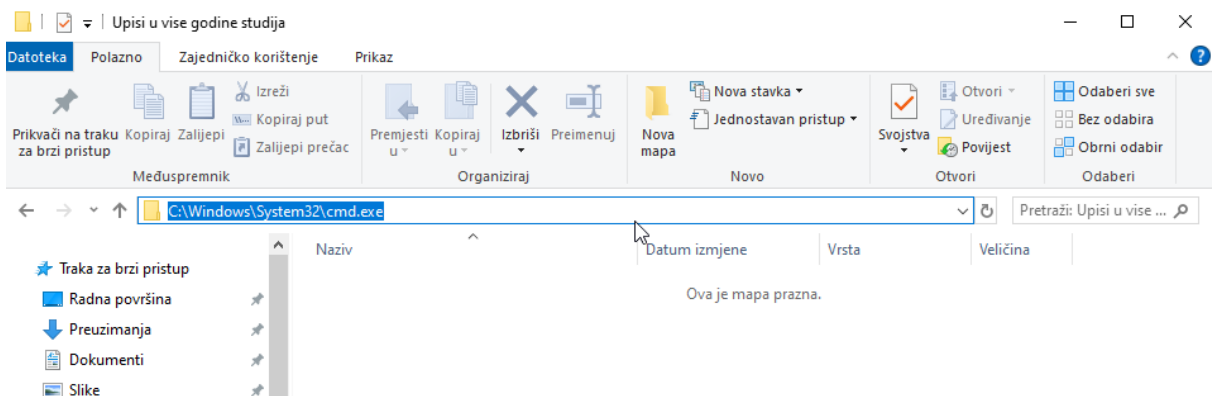 Upisi u vise godine studija
Datoteka Polazno Zajedničko korištenje Prikaz
Prikvači na traku za brzi pristup
Kopiraj
Zalijepi
Izreži
Kopiraj put
Zalijepi prečac
Međuspremnik
Premjesti u
Kopiraj u
Izbriši
Preimenuj
Organiziraj
Nova mapa
Nova stavka
Jednostavan pristup
Novo
Svojstva
Otvori
Uređivanje
Povijest
Otvori
Odaberi sve
Bez odabira
Obrni odabir
Odaberi
C:\Windows\System32\cmd.exe
Pretraži: Upisi u vise ...
Naziv Datum izmjene Vrsta Veličina
Ova je mapa prazna.
Traka za brzi pristup
Radna površina
Preuzimanja
Dokumenti
Slike